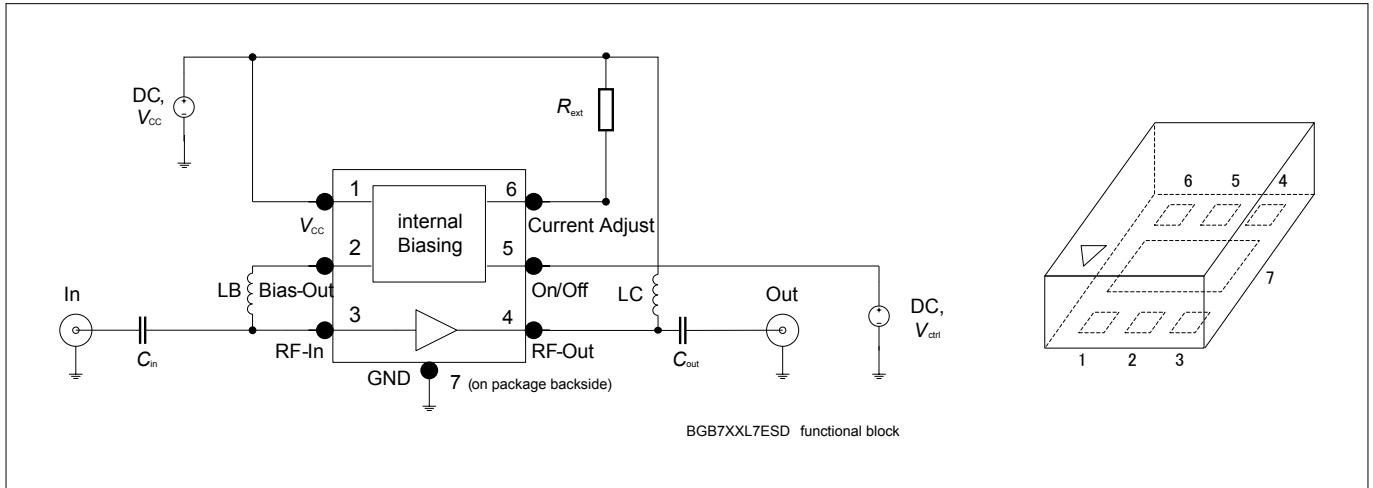 DC,
VCC
Rext
1
6
VCC
internal
Biasing
Current Adjust
2
5
In
LB
Bias-Out
On/Off
LC
Out
3
4
DC,
Vctrl
Cin
RF-In
RF-Out
Cout
GND
7 (on package backside)
BGB7XXL7ESD functional block
6 5 4
7
1 2 3